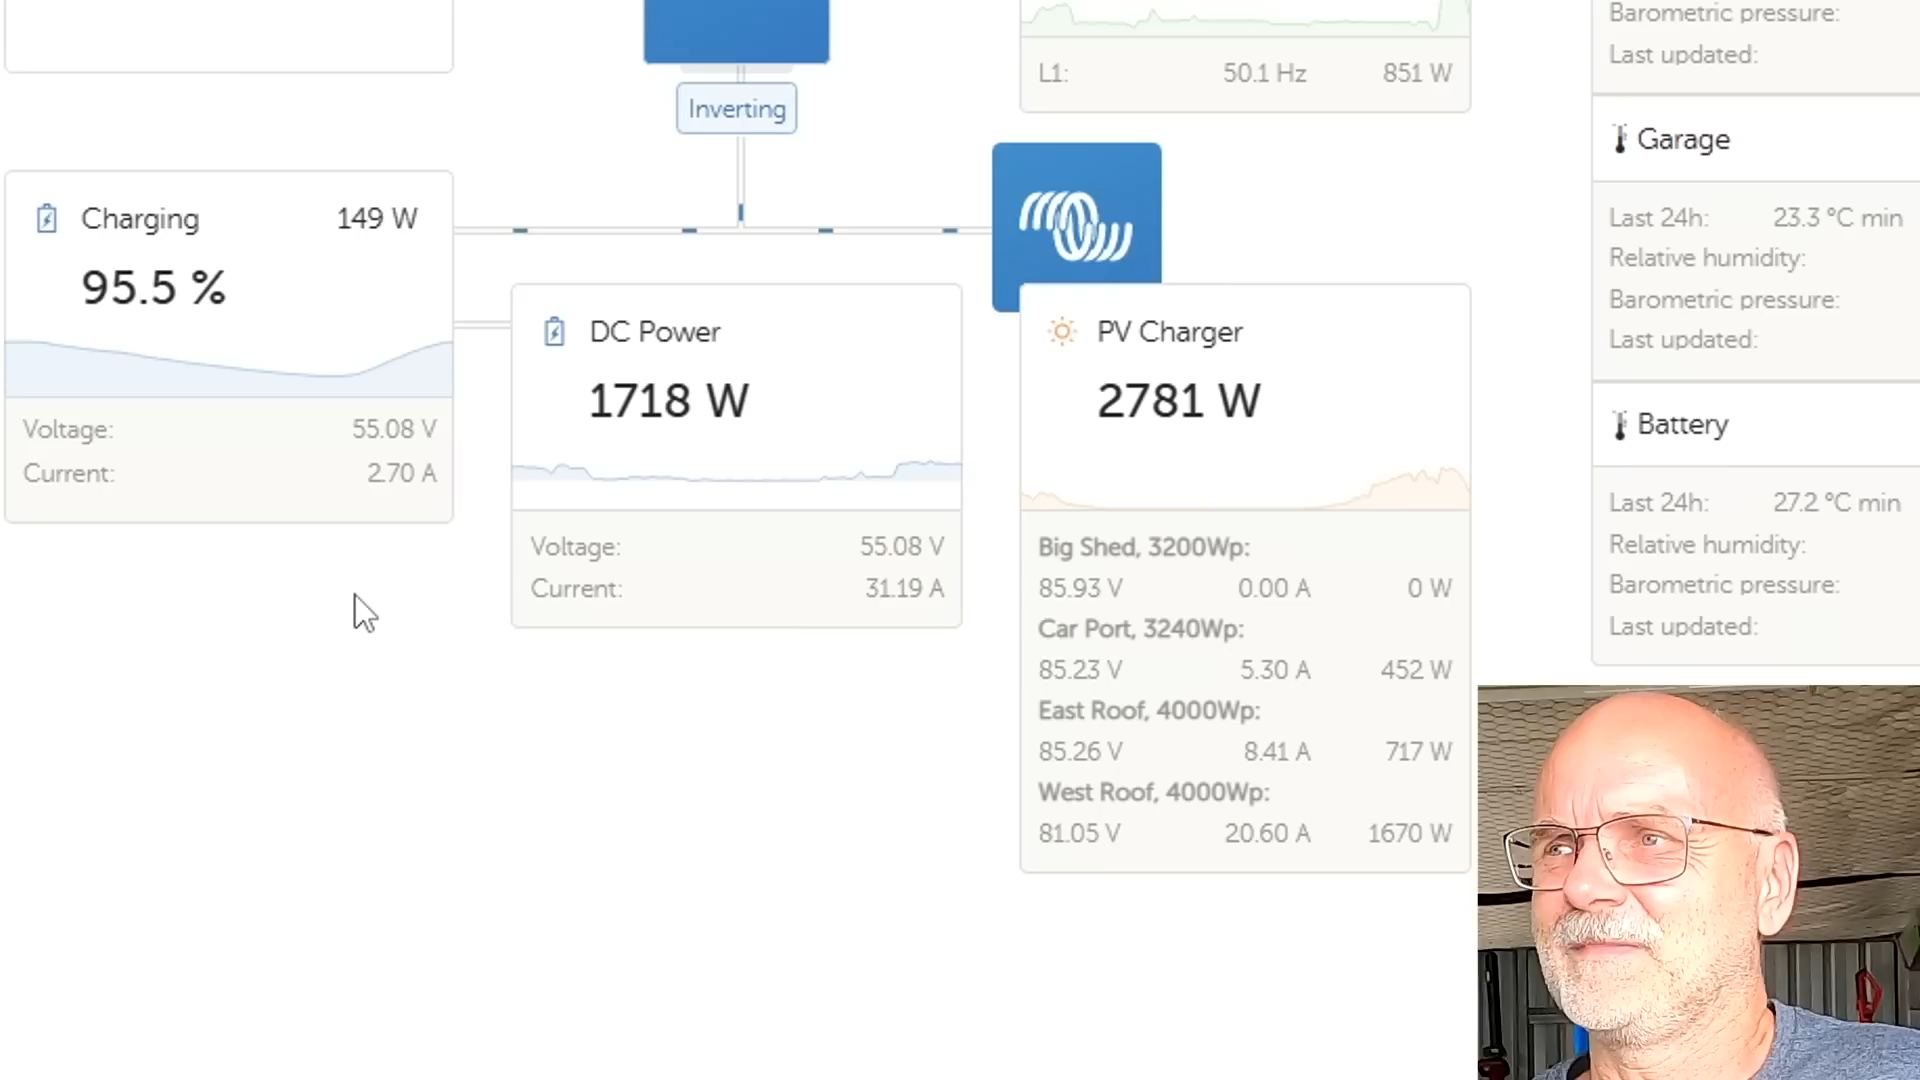 L1: 50.1 Hz 851 W
Inverting
Charging 149 W
95.5 %
Voltage: 55.08 V
Current: 2.70 A
DC Power
1718 W
Voltage: 55.08 V
Current: 31.19 A
PV Charger
2781 W
Big Shed, 3200Wp:
85.93 V 0.00 A 0 W
Car Port, 3240Wp:
85.23 V 5.30 A 452 W
East Roof, 4000Wp:
85.26 V 8.41 A 717 W
West Roof, 4000Wp:
81.05 V 20.60 A 1670 W
Barometric pressure:
Last updated:
Garage
Last 24h: 23.3 °C min
Relative humidity:
Barometric pressure:
Last updated:
Battery
Last 24h: 27.2 °C min
Relative humidity:
Barometric pressure:
Last updated: